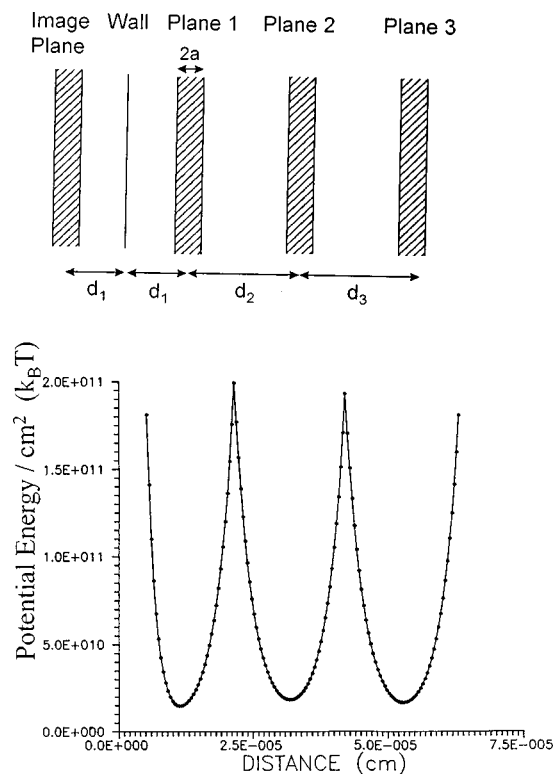 Image Plane
Wall
Plane 1
Plane 2
Plane 3
2a
d₁
d₁
d₂
d₃
Potential Energy / cm² (k_BT)
2.0E+011
1.5E+011
1.0E+011
5.0E+010
0.0E+000
0.0E+000
2.5E-005
5.0E-005
7.5E-005
DISTANCE (cm)